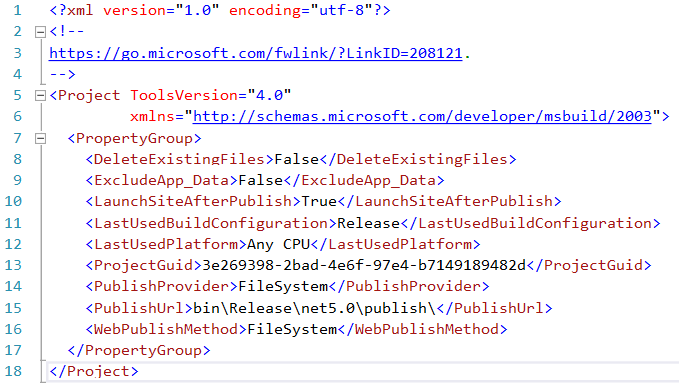 1 <?xml version="1.0" encoding="utf-8"?>
2 <!--
3 https://go.microsoft.com/fwlink/?LinkID=208121.
4 -->
5 <Project ToolsVersion="4.0"
6 xmlns="http://schemas.microsoft.com/developer/msbuild/2003">
7 <PropertyGroup>
8 <DeleteExistingFiles>False</DeleteExistingFiles>
9 <ExcludeApp_Data>False</ExcludeApp_Data>
10 <LaunchSiteAfterPublish>True</LaunchSiteAfterPublish>
11 <LastUsedBuildConfiguration>Release</LastUsedBuildConfiguration>
12 <LastUsedPlatform>Any CPU</LastUsedPlatform>
13 <ProjectGuid>3e269398-2bad-4e6f-97e4-b7149189482d</ProjectGuid>
14 <PublishProvider>FileSystem</PublishProvider>
15 <PublishUrl>bin\Release\net5.0\publish\</PublishUrl>
16 <WebPublishMethod>FileSystem</WebPublishMethod>
17 </PropertyGroup>
18 </Project>